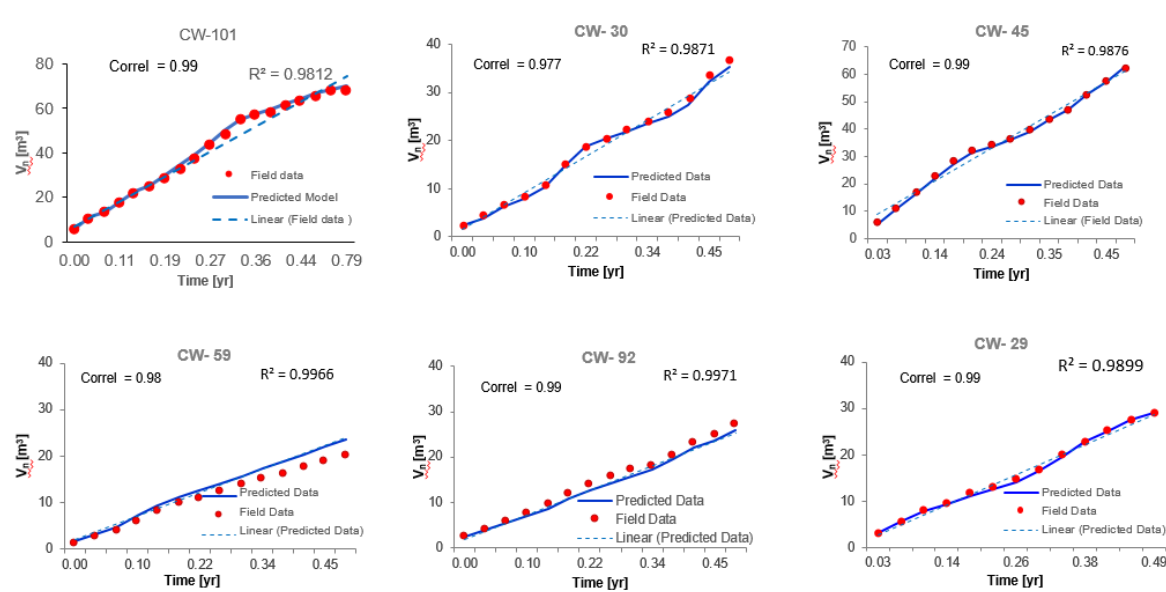 CW-101
Correl = 0.99
R² = 0.9812
80
60
40
20
0
Vn [m³]
Field data
Predicted Model
Linear (Field data )
0.00 0.11 0.19 0.27 0.36 0.44 0.79
Time [yr]
CW- 30
Correl = 0.977
R² = 0.9871
40
30
20
10
0
Vn [m³]
Predicted Data
Field Data
Linear (Predicted Data)
0.00 0.11 0.22 0.34 0.45
Time [yr]
CW- 45
Correl = 0.99
R² = 0.9876
70
60
50
40
30
20
10
0
Vn [m³]
Predicted Data
Field Data
Linear (Field Data)
0.03 0.14 0.24 0.35 0.45
Time [yr]
CW- 59
Correl = 0.98
R² = 0.9966
40
30
20
10
0
Vn [m³]
Predicted Data
Field Data
Linear (Predicted Data)
0.00 0.11 0.22 0.34 0.45
Time [yr]
CW- 92
Correl = 0.99
R² = 0.9971
40
30
20
10
0
Vn [m³]
Predicted Data
Field Data
Linear (Predicted Data)
0.00 0.11 0.22 0.34 0.45
Time [yr]
CW- 29
Correl = 0.99
R² = 0.9899
40
30
20
10
0
Vn [m³]
Predicted Data
Field Data
Linear (Predicted Data)
0.03 0.14 0.26 0.38 0.49
Time [yr]